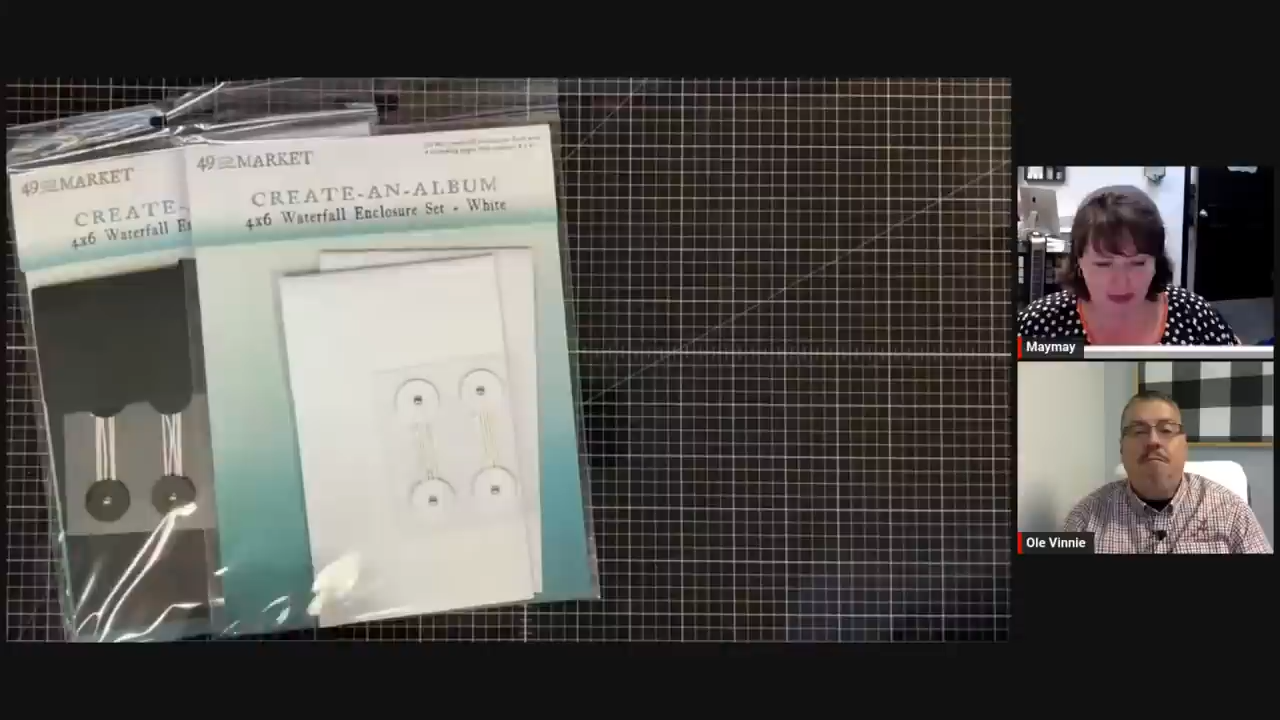 49 MARKET
CREATE-
4x6 Waterfall E
49 MARKET
CREATE-AN-ALBUM
4x6 Waterfall Enclosure Set - White
Maymay
Ole Vinnie